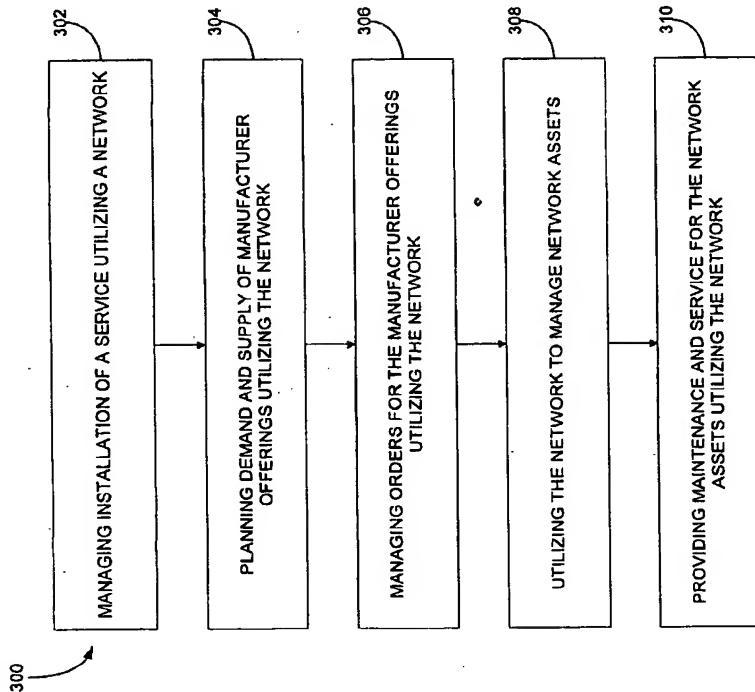 300
302
MANAGING INSTALLATION OF A SERVICE UTILIZING A NETWORK
304
PLANNING DEMAND AND SUPPLY OF MANUFACTURER
OFFERINGS UTILIZING THE NETWORK
306
MANAGING ORDERS FOR THE MANUFACTURER OFFERINGS
UTILIZING THE NETWORK
308
UTILIZING THE NETWORK TO MANAGE NETWORK ASSETS
310
PROVIDING MAINTENANCE AND SERVICE FOR THE NETWORK
ASSETS UTILIZING THE NETWORK